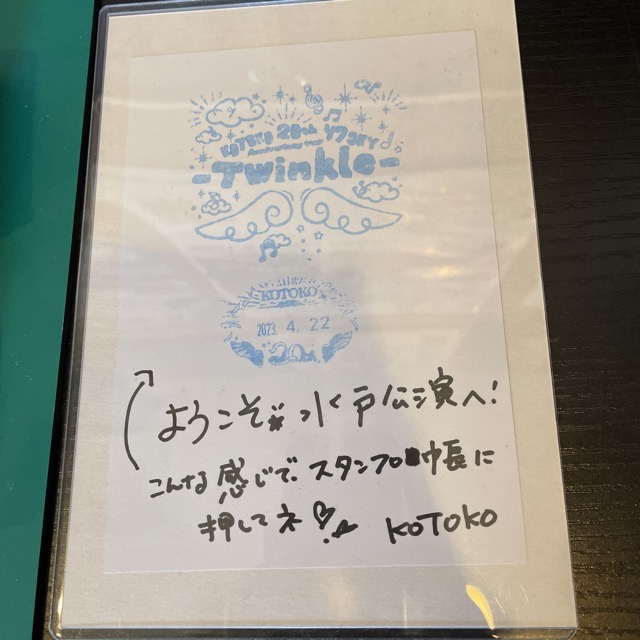 KOTOKO 20th
-Twinkle-
KOTOKO
2023 4.22
ようこそ 水戸公演へ!
こんな感じで、スタンプ帳に
押してネ
KOTOKO